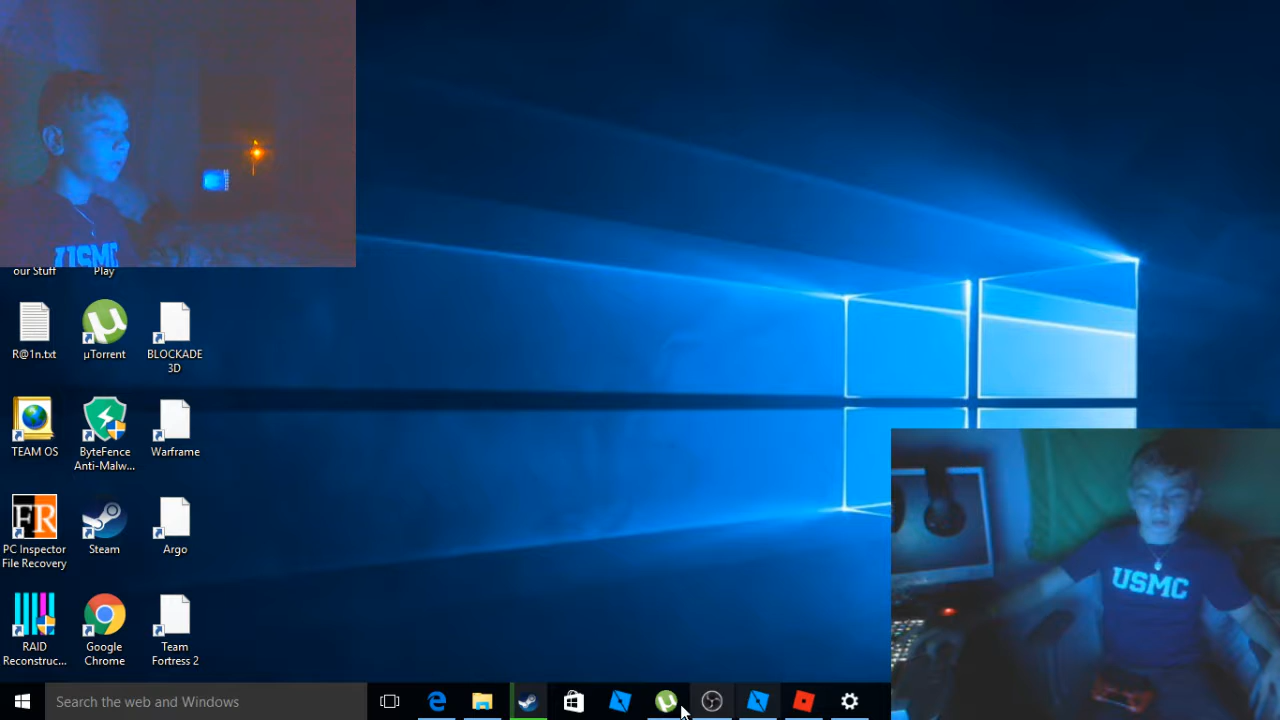 USMC
our Stuff
Play
R@1n.txt
µTorrent
BLOCKADE
3D
TEAM OS
ByteFence
Anti-Malw...
Warframe
FR
PC Inspector
File Recovery
Steam
Argo
RAID
Reconstruc...
Google
Chrome
Team
Fortress 2
USMC
Search the web and Windows